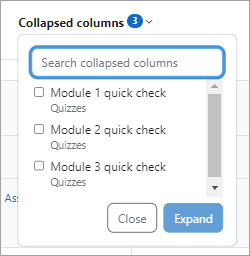 Collapsed columns 3
Search collapsed columns
Module 1 quick check
Quizzes
Module 2 quick check
Quizzes
Module 3 quick check
Quizzes
Ass
Close Expand